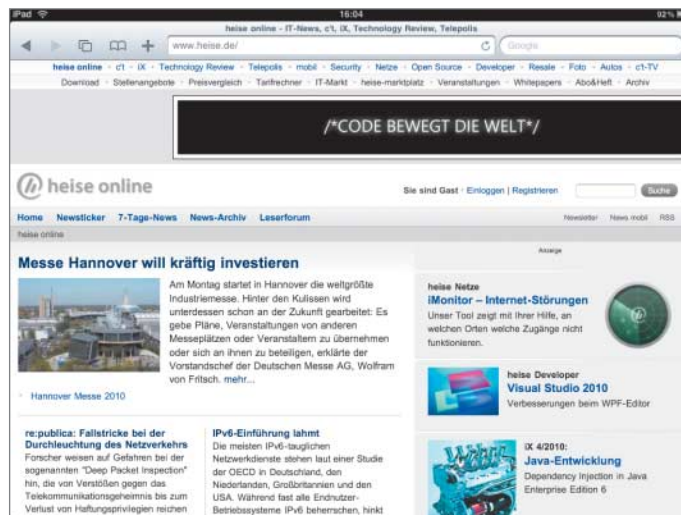 iPad 16:04 92%
heise online - IT-News, c't, iX, Technology Review, Telepolis
www.heise.de/ Google
heise online · c't · iX · Technology Review · Telepolis · mobil · Security · Netze · Open Source · Developer · Resale · Foto · Autos · c't-TV
Download · Stellenangebote · Preisvergleich · Tarifrechner · IT-Markt · heise-marktplatz · Veranstaltungen · Whitepapers · Abo&Heft · Archiv
/*CODE BEWEGT DIE WELT*/
h heise online
Sie sind Gast · Einloggen | Registrieren Suche
Home Newsticker 7-Tage-News News-Archiv Leserforum
Newsletter News mobil RSS
heise online
Anzeige
Messe Hannover will kräftig investieren
Am Montag startet in Hannover die weltgrößte
Industriemesse. Hinter den Kulissen wird
unterdessen schon an der Zukunft gearbeitet: Es
gebe Pläne, Veranstaltungen von anderen
Messeplätzen oder Veranstaltern zu übernehmen
oder sich an ihnen zu beteiligen, erklärte der
Vorstandschef der Deutschen Messe AG, Wolfram
von Fritsch. mehr...
Hannover Messe 2010
re:publica: Fallstricke bei der
Durchleuchtung des Netzverkehrs
Forscher weisen auf Gefahren bei der
sogenannten "Deep Packet Inspection"
hin, die von Verstößen gegen das
Telekommunikationsgeheimnis bis zum
Verlust von Haftungsprivilegien reichen
IPv6-Einführung lahmt
Die meisten IPv6-tauglichen
Netzwerkdienste stehen laut einer Studie
der OECD in Deutschland, den
Niederlanden, Großbritannien und den
USA. Während fast alle Endnutzer-
Betriebssysteme IPv6 beherrschen, hinkt
heise Netze
iMonitor – Internet-Störungen
Unser Tool zeigt mit Ihrer Hilfe, an
welchen Orten welche Zugänge nicht
funktionieren.
heise Developer
Visual Studio 2010
Verbesserungen beim WPF-Editor
iX 4/2010:
Java-Entwicklung
Dependency Injection in Java
Enterprise Edition 6